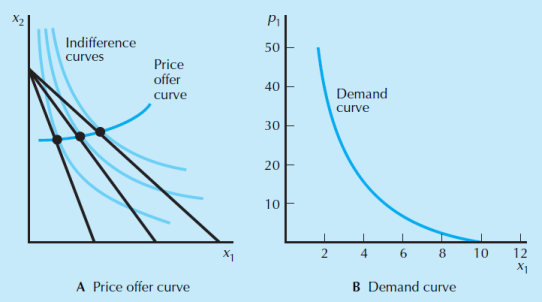 x2
Indifference
curves
Price
offer
curve
x1
A Price offer curve
p1
50
40
30
20
10
Demand
curve
2 4 6 8 10 12
x1
B Demand curve